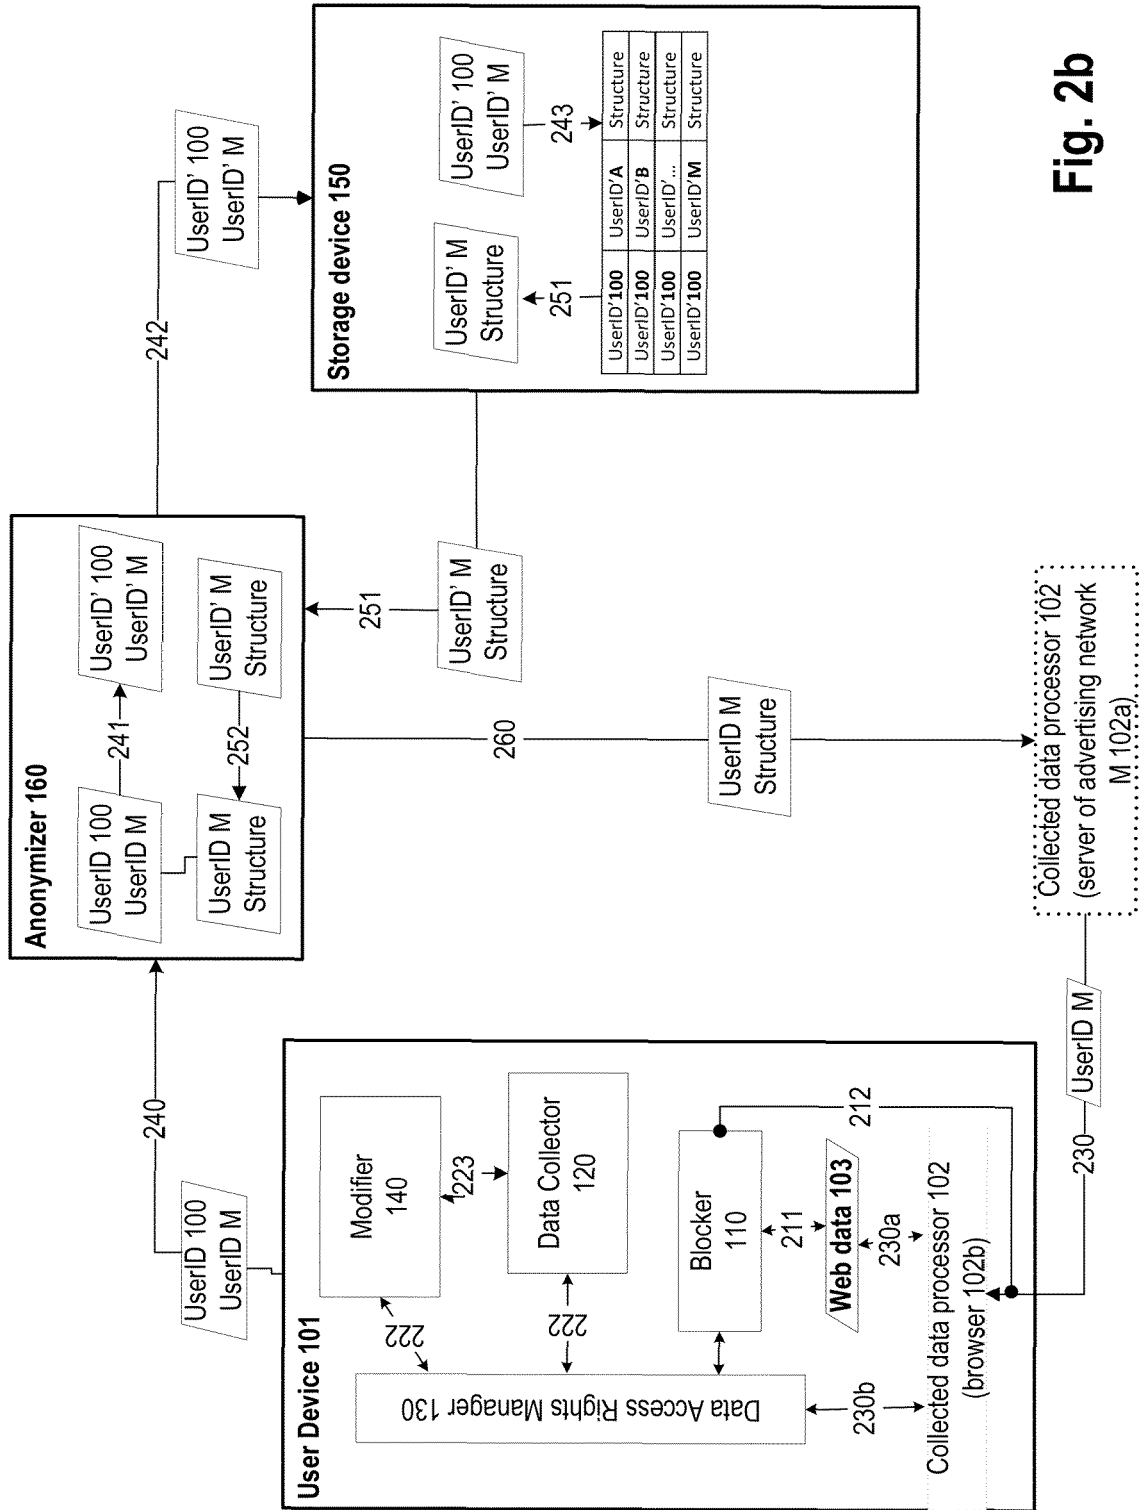 User Device 101
Modifier
140
Data Collector
120
223
222
222
Data Access Rights Manager 130
Blocker
110
211
Web data 103
230a
230b
212
Collected data processor 102
(browser 102b)
UserID 100
UserID M
240
Anonymizer 160
UserID 100
UserID M
241
UserID' 100
UserID' M
UserID M
Structure
252
UserID' M
Structure
242
UserID' 100
UserID' M
Storage device 150
UserID' M
Structure
251
UserID' 100
UserID' M
243
UserID'100 UserID'A Structure
UserID'100 UserID'B Structure
UserID'100 UserID'... Structure
UserID'100 UserID'M Structure
251
UserID' M
Structure
260
UserID M
Structure
Collected data processor 102
(server of advertising network
M 102a)
UserID M
230
Fig. 2b